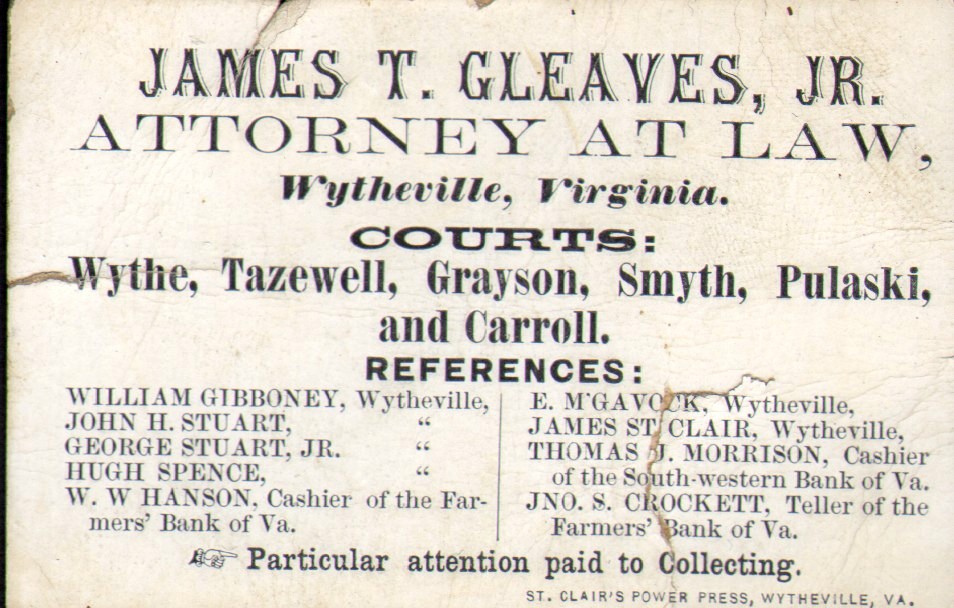 JAMES T. GLEAVES, JR.
ATTORNEY AT LAW,
Wytheville, Virginia.
COURTS:
Wythe, Tazewell, Grayson, Smyth, Pulaski,
and Carroll.
REFERENCES:
WILLIAM GIBBONEY, Wytheville,
JOHN H. STUART, "
GEORGE STUART, JR. "
HUGH SPENCE, "
W. W HANSON, Cashier of the Far-
mers' Bank of Va.
E. M'GAVOCK, Wytheville,
JAMES ST. CLAIR, Wytheville,
THOMAS J. MORRISON, Cashier
of the South-western Bank of Va.
JNO. S. CROCKETT, Teller of the
Farmers' Bank of Va.
☞ Particular attention paid to Collecting.
ST. CLAIR'S POWER PRESS, WYTHEVILLE, VA.